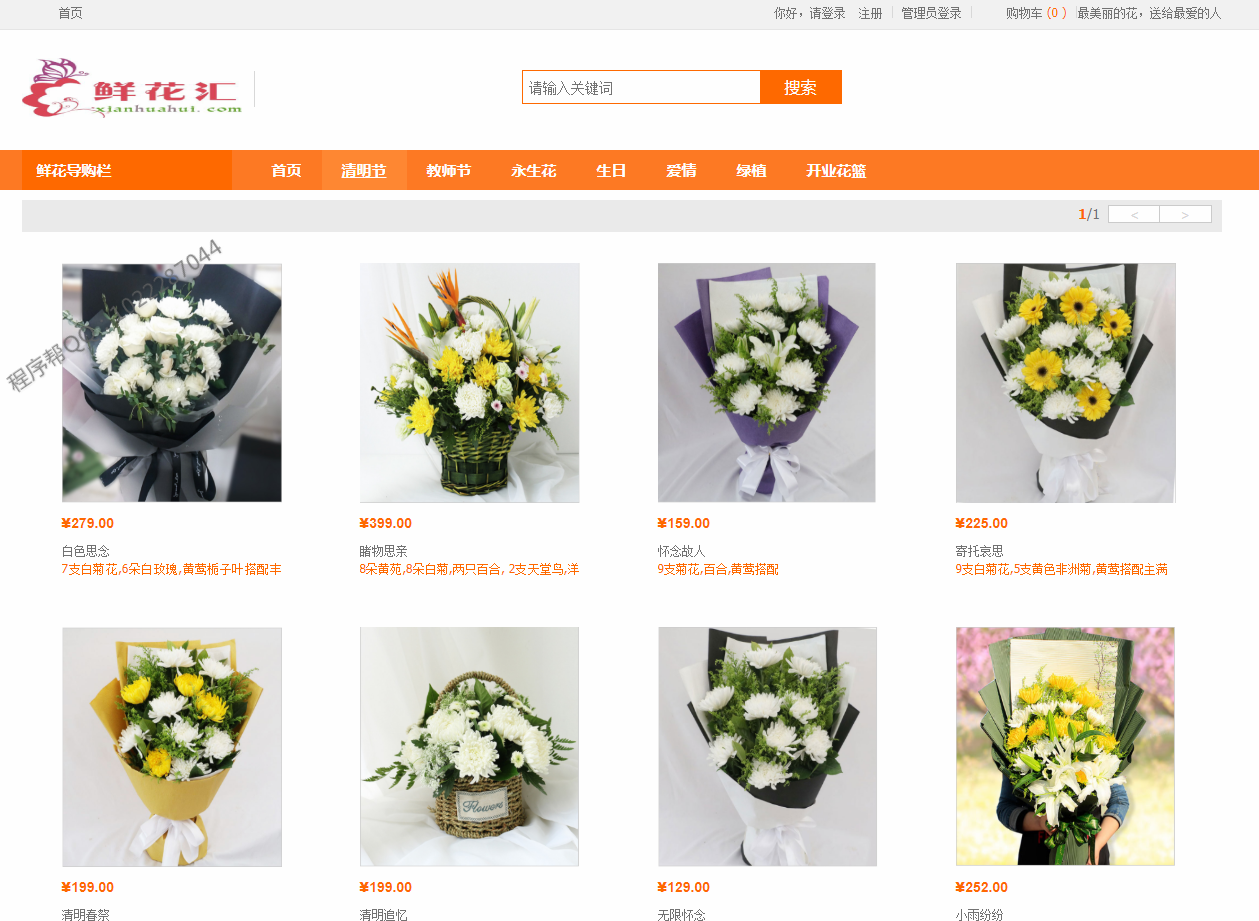 首页
你好，请登录 注册 管理员登录 购物车 (0 ) 最美丽的花，送给最爱的人
鲜花汇
xianhuahui.com
请输入关键词 搜索
鲜花导购栏 首页 清明节 教师节 永生花 生日 爱情 绿植 开业花篮
1/1 < >
¥279.00 ¥399.00 ¥159.00 ¥225.00
白色思念 睹物思亲 怀念故人 寄托哀思
7支白菊花,6朵白玫瑰,黄莺栀子叶搭配丰 8朵黄苑,8朵白菊,两只百合, 2支天堂鸟,洋 9支菊花,百合,黄莺搭配 9支白菊花,5支黄色非洲菊,黄莺搭配主满
Flowers
¥199.00 ¥199.00 ¥129.00 ¥252.00
清明春祭 清明追忆 无限怀念 小雨纷纷